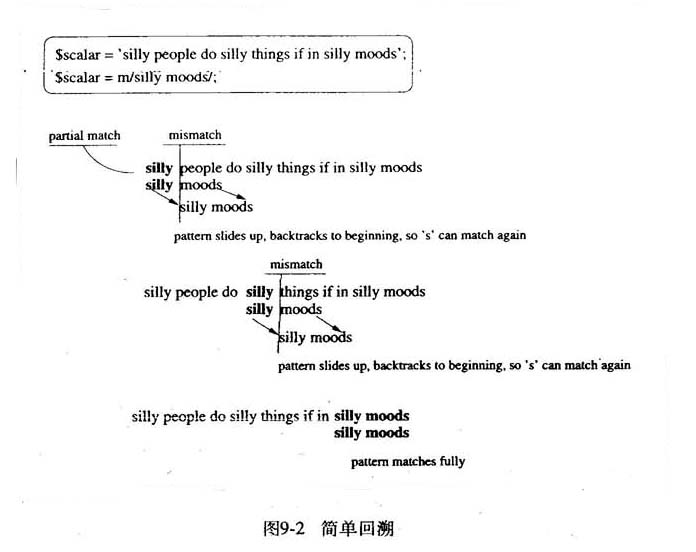 $scalar = 'silly people do silly things if in silly moods';
$scalar = m/silly moods/;
partial match mismatch
silly people do silly things if in silly moods
silly moods
silly moods
pattern slides up, backtracks to beginning, so 's' can match again
mismatch
silly people do silly things if in silly moods
silly moods
silly moods
pattern slides up, backtracks to beginning, so 's' can match again
silly people do silly things if in silly moods
silly moods
pattern matches fully
图9-2 简单回溯